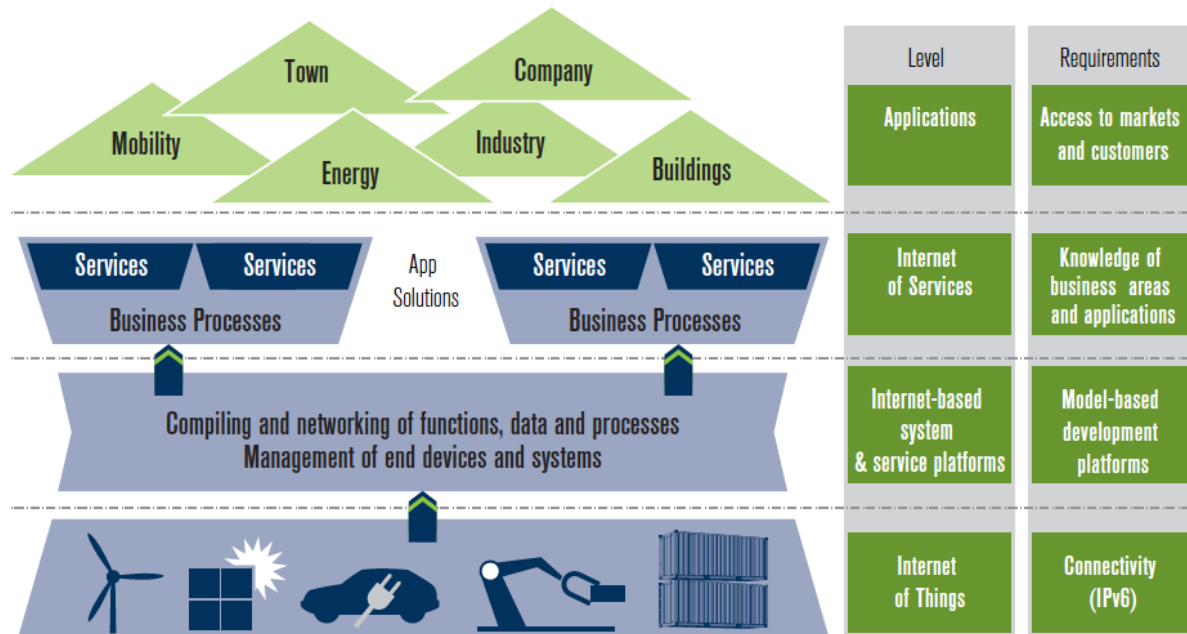 Town
Company
Mobility
Energy
Industry
Buildings
Level
Requirements
Applications
Access to markets
and customers
Services
Services
Business Processes
App
Solutions
Services
Services
Business Processes
Internet
of Services
Knowledge of
business areas
and applications
Compiling and networking of functions, data and processes
Management of end devices and systems
Internet-based
system
& service platforms
Model-based
development
platforms
Internet
of Things
Connectivity
(IPv6)